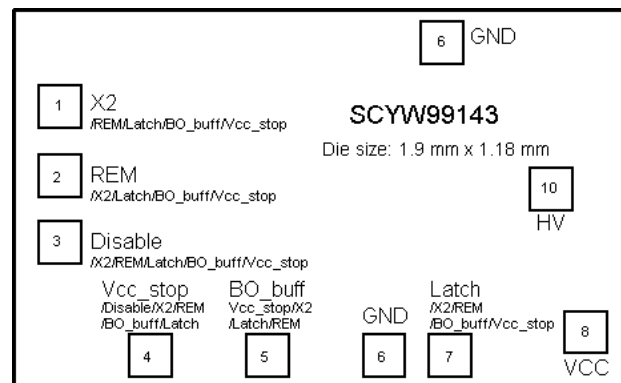 6 GND
1 X2
/REM/Latch/BO_buff/Vcc_stop
SCYW99143
Die size: 1.9 mm x 1.18 mm
2 REM
/X2/Latch/BO_buff/Vcc_stop
10
HV
3 Disable
/X2/REM/Latch/BO_buff/Vcc_stop
Vcc_stop
/Disable/X2/REM
/BO_buff/Latch
4
BO_buff
Vcc_stop/X2
/Latch/REM
5
GND
6
Latch
/X2/REM
/BO_buff/Vcc_stop
7
8
VCC